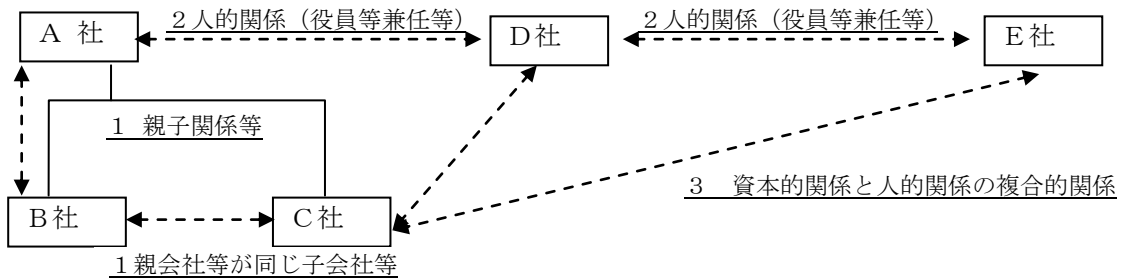 ２人的関係（役員等兼任等）
２人的関係（役員等兼任等）
Ａ 社
Ｄ社
Ｅ社
１ 親子関係等
３　資本的関係と人的関係の複合的関係
Ｂ社
Ｃ社
１親会社等が同じ子会社等